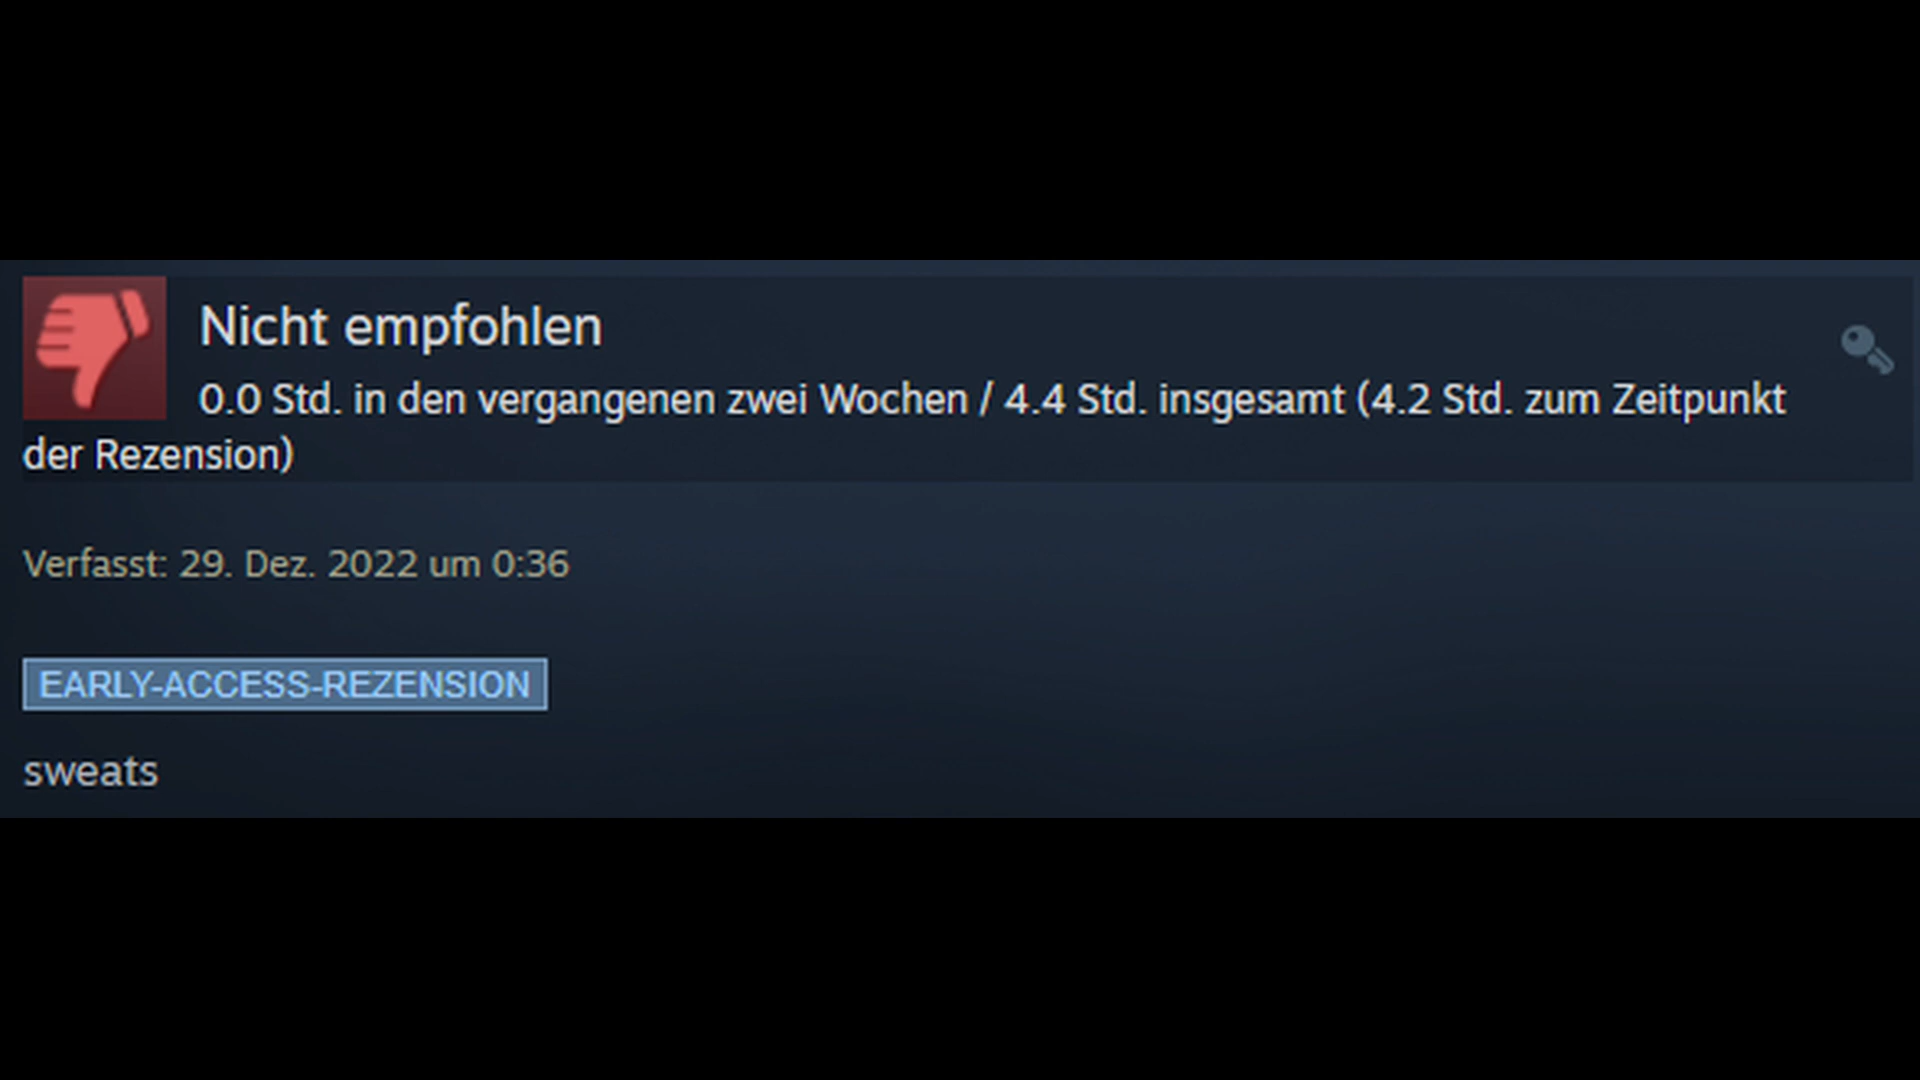 Nicht empfohlen
0.0 Std. in den vergangenen zwei Wochen / 4.4 Std. insgesamt (4.2 Std. zum Zeitpunkt
der Rezension)
Verfasst: 29. Dez. 2022 um 0:36
EARLY-ACCESS-REZENSION
sweats